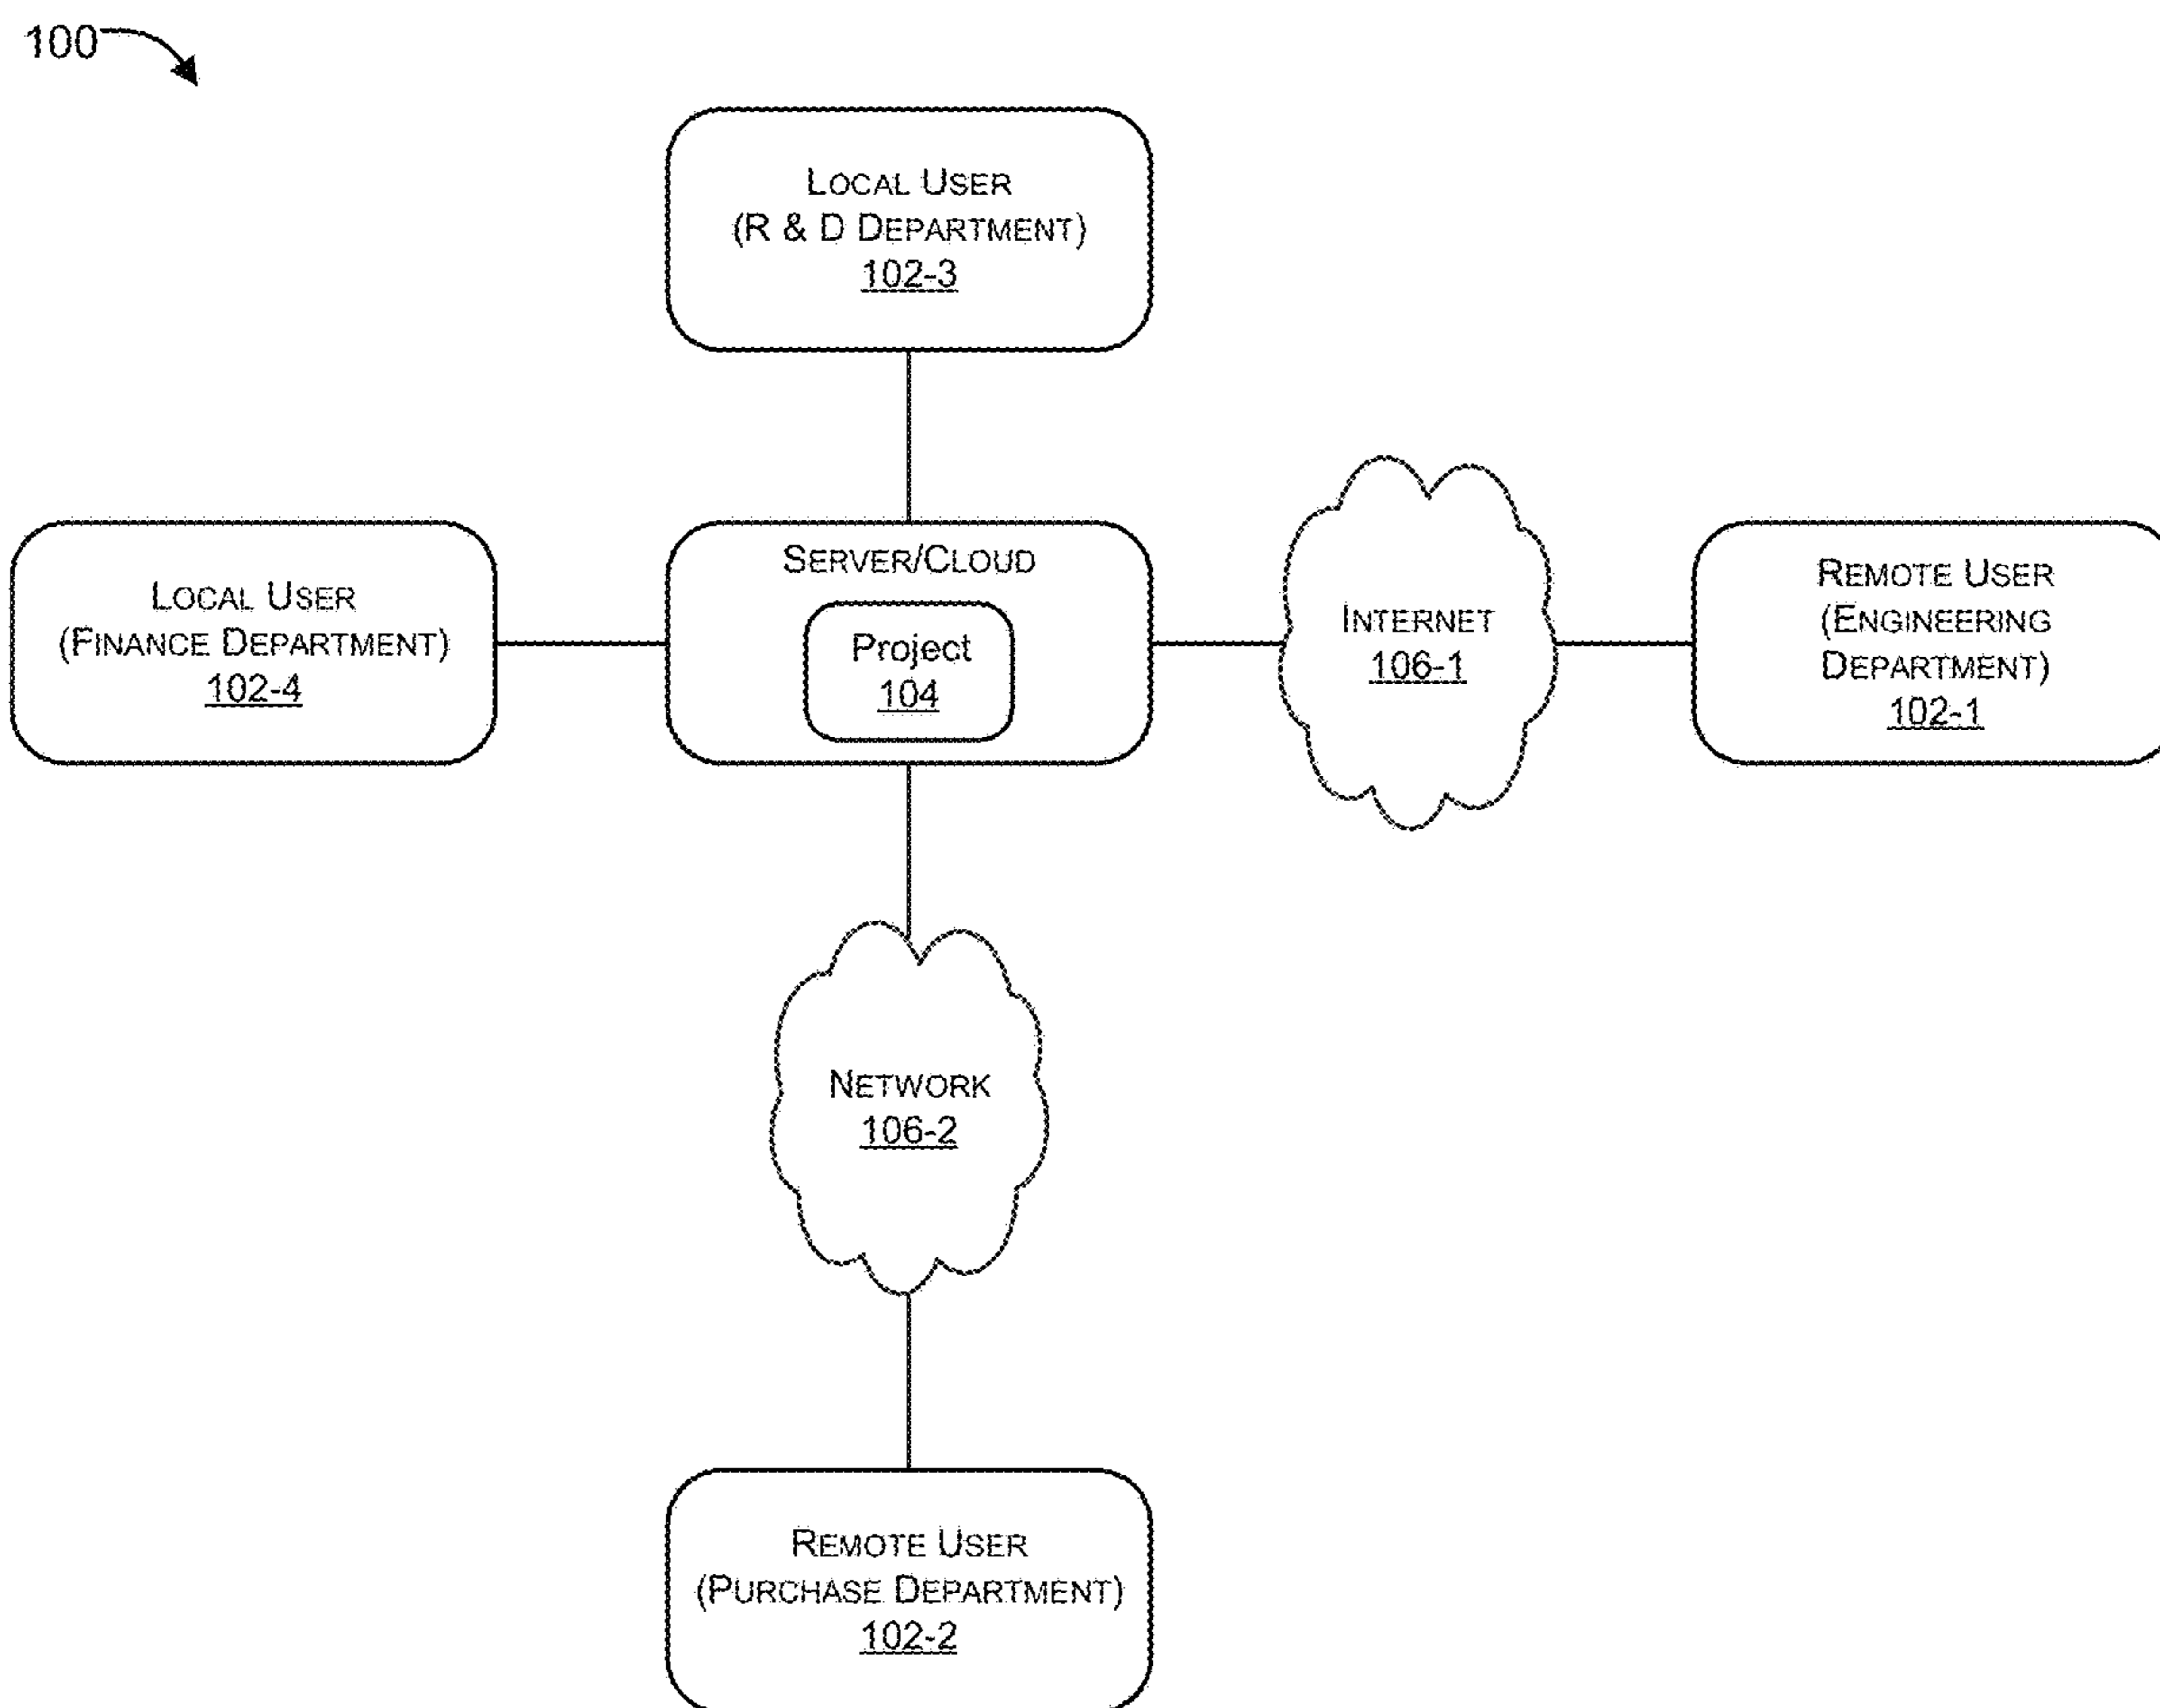 100
LOCAL USER
(R & D DEPARTMENT)
102-3
LOCAL USER
(FINANCE DEPARTMENT)
102-4
SERVER/CLOUD
Project
104
INTERNET
106-1
REMOTE USER
(ENGINEERING
DEPARTMENT)
102-1
NETWORK
106-2
REMOTE USER
(PURCHASE DEPARTMENT)
102-2